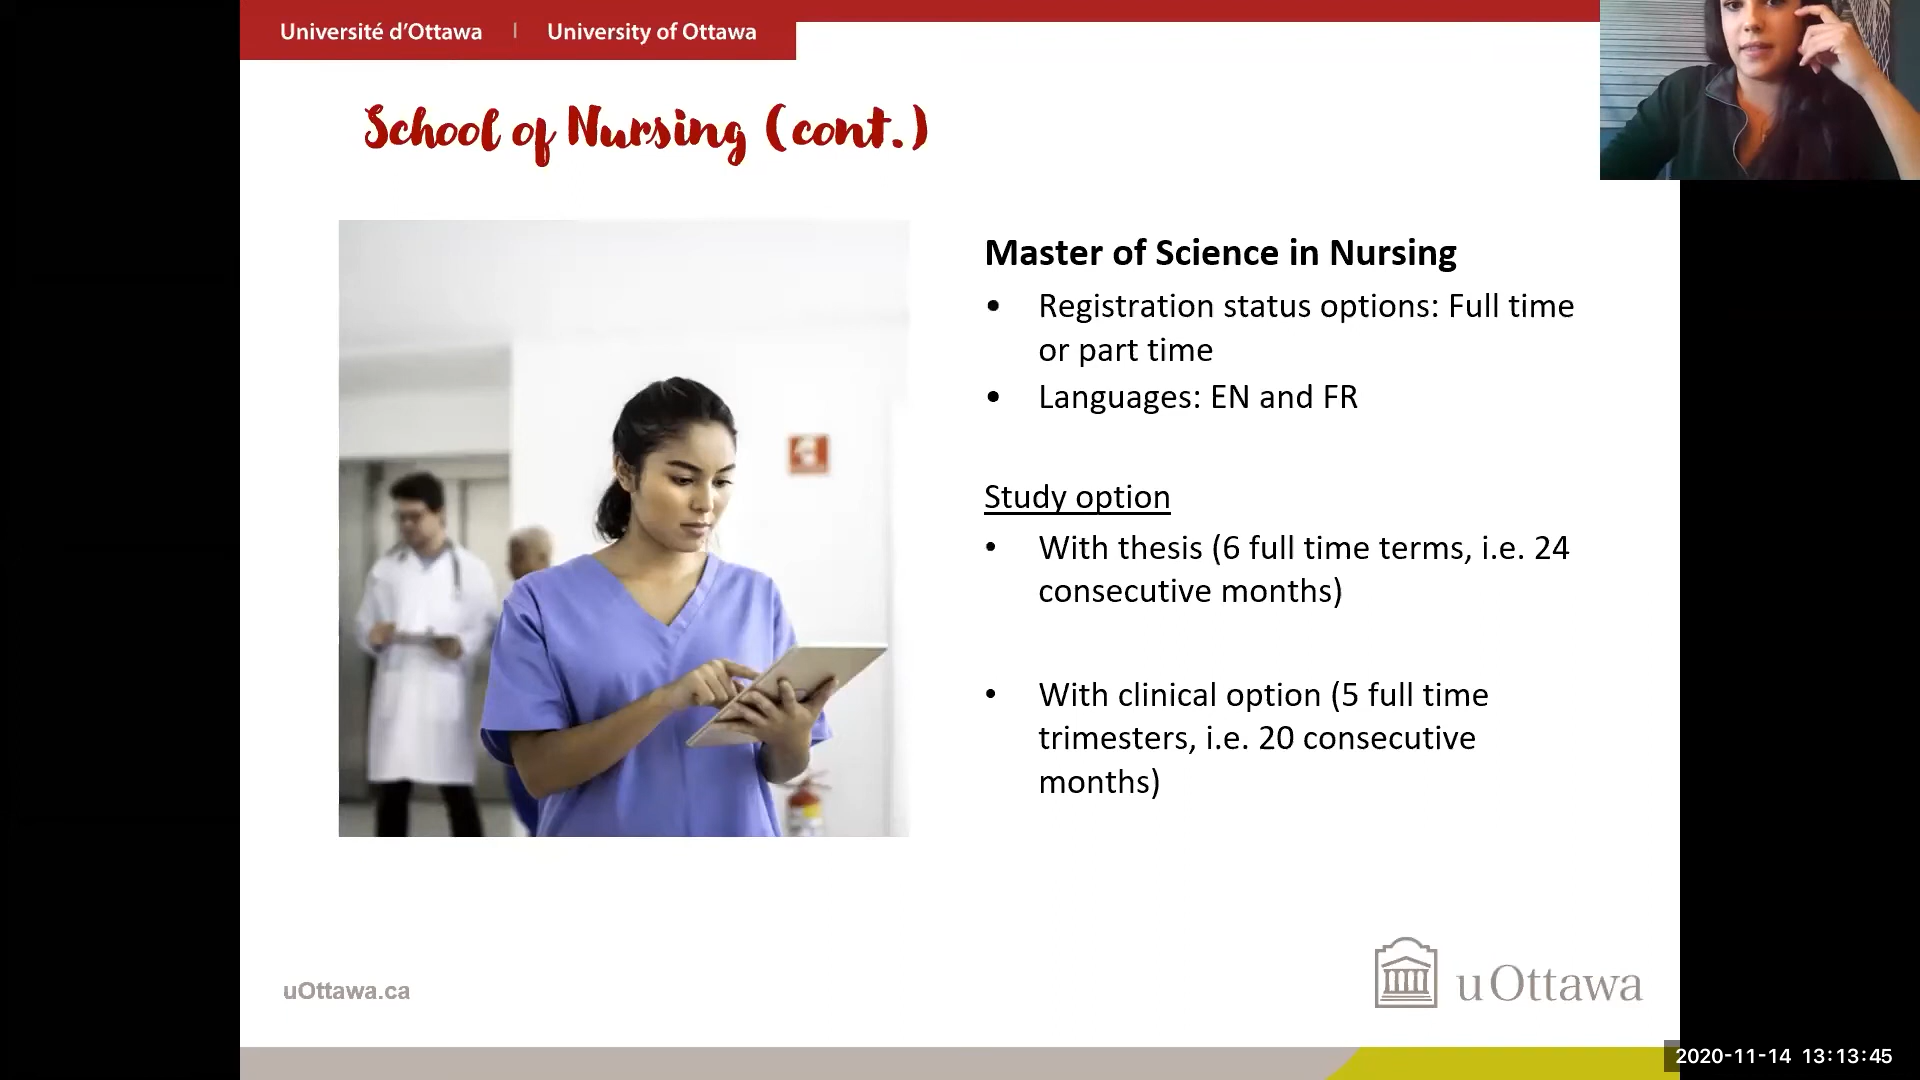 Université d'Ottawa | University of Ottawa
School of Nursing (cont.)
Master of Science in Nursing
• Registration status options: Full time
or part time
• Languages: EN and FR
Study option
• With thesis (6 full time terms, i.e. 24
consecutive months)
• With clinical option (5 full time
trimesters, i.e. 20 consecutive
months)
uOttawa.ca
uOttawa
2020-11-14 13:13:45